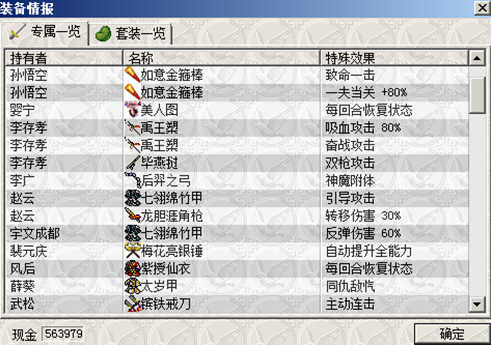 装备情报
专属一览 套装一览
持有者 名称 特殊效果
孙悟空 如意金箍棒 致命一击
孙悟空 如意金箍棒 一夫当关 +80%
婴宁 美人图 每回合恢复状态
李存孝 禹王塑 吸血攻击 80%
李存孝 禹王塑 奋战攻击
李存孝 毕燕挝 双枪攻击
李广 后羿之弓 神魔附体
赵云 七翎绵竹甲 引导攻击
赵云 龙胆涯角枪 转移伤害 30%
宇文成都 七翎绵竹甲 反弹伤害 60%
裴元庆 梅花亮银锤 自动提升全能力
风后 紫授仙衣 每回合恢复状态
薛葵 太岁甲 同仇敌忾
武松 镔铁戒刀 主动连击
现金 563979 确定